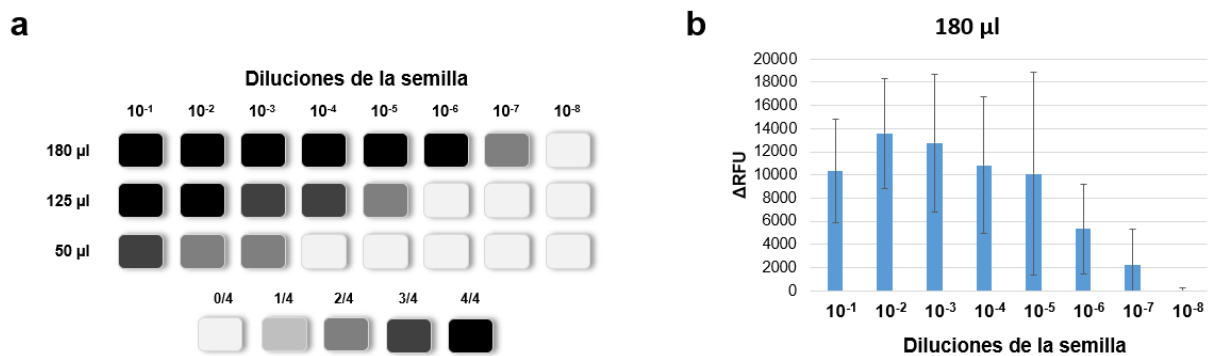 a
Diluciones de la semilla
10⁻¹ 10⁻² 10⁻³ 10⁻⁴ 10⁻⁵ 10⁻⁶ 10⁻⁷ 10⁻⁸
180 µl
125 µl
50 µl
0/4 1/4 2/4 3/4 4/4
b
180 µl
20000
18000
16000
14000
12000
10000
8000
6000
4000
2000
0
ΔRFU
10⁻¹ 10⁻² 10⁻³ 10⁻⁴ 10⁻⁵ 10⁻⁶ 10⁻⁷ 10⁻⁸
Diluciones de la semilla